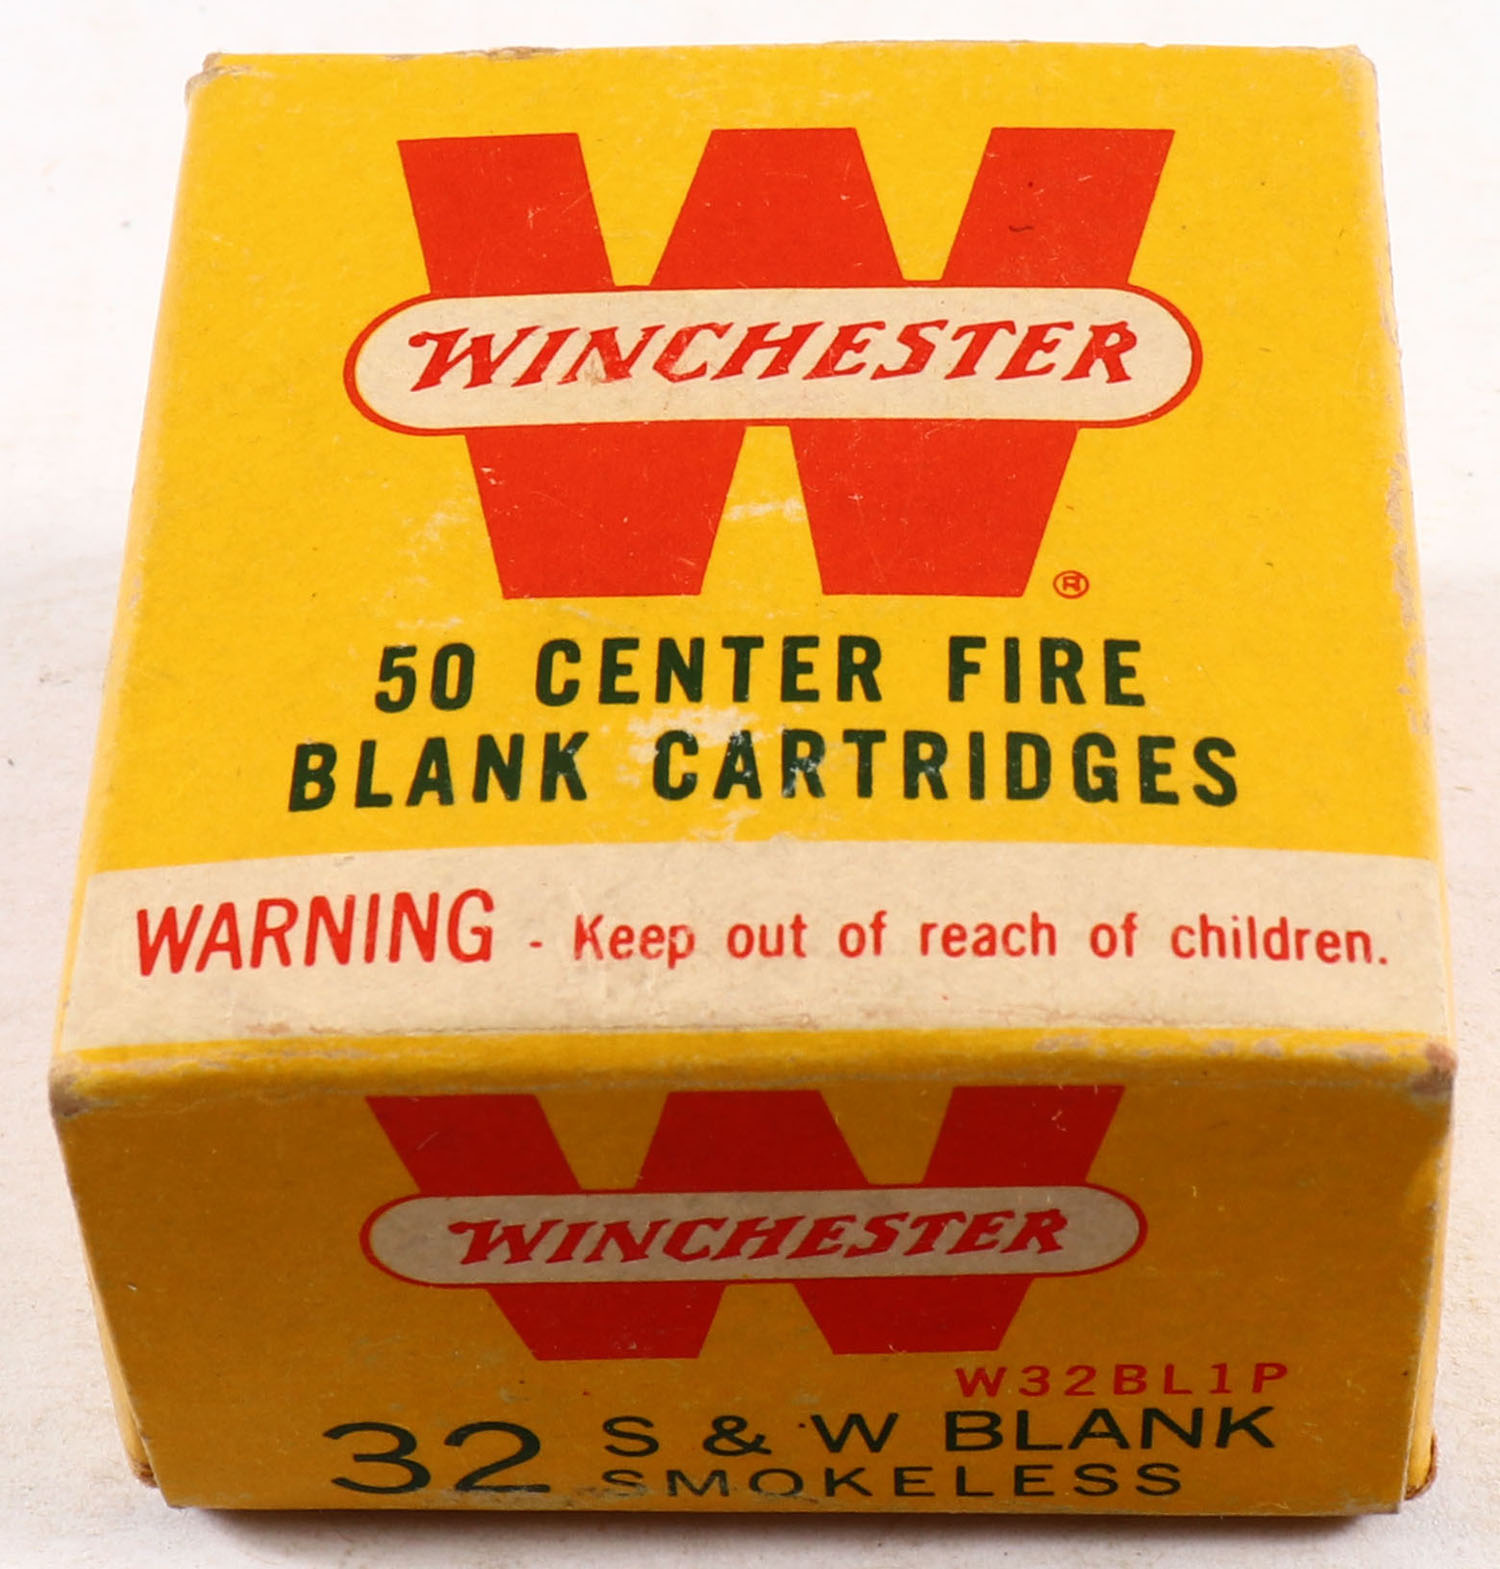 WINCHESTER
®
50 CENTER FIRE
BLANK CARTRIDGES
WARNING - Keep out of reach of children.
WINCHESTER
W32BL1P
32 S & W BLANK
SMOKELESS